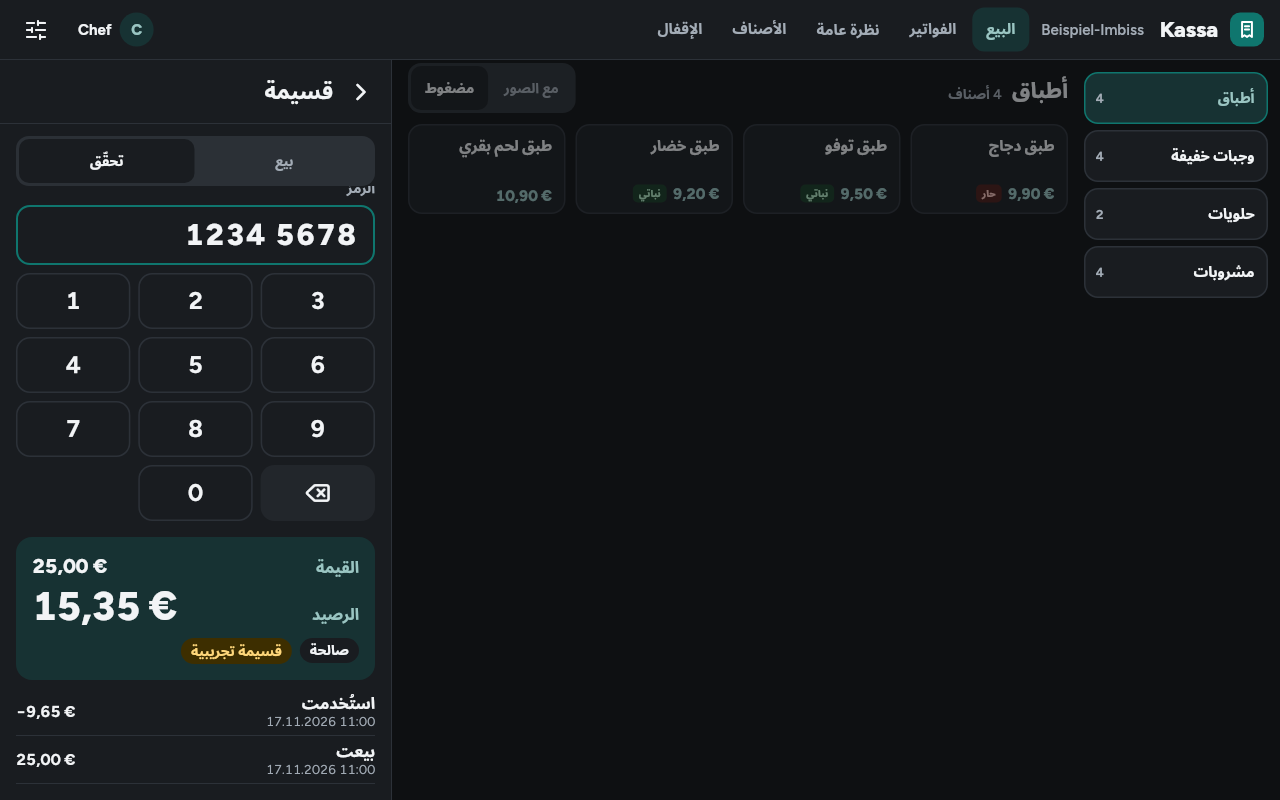 Kassa
Beispiel-Imbiss
البيع
الفواتير
نظرة عامة
الأصناف
الإقفال
C
Chef
أطباق
4
وجبات خفيفة
4
حلويات
2
مشروبات
4
أطباق
4 أصناف
مع الصور
مضغوط
طبق دجاج
9,90 €
حار
طبق توفو
9,50 €
نباتي
طبق خضار
9,20 €
نباتي
طبق لحم بقري
10,90 €
قسيمة
بيع
تحقّق
الرمز
1234 5678
1
2
3
4
5
6
7
8
9
0
القيمة
25,00 €
الرصيد
15,35 €
صالحة
قسيمة تجريبية
استُخدمت
17.11.2026 11:00
−9,65 €
بيعت
17.11.2026 11:00
25,00 €